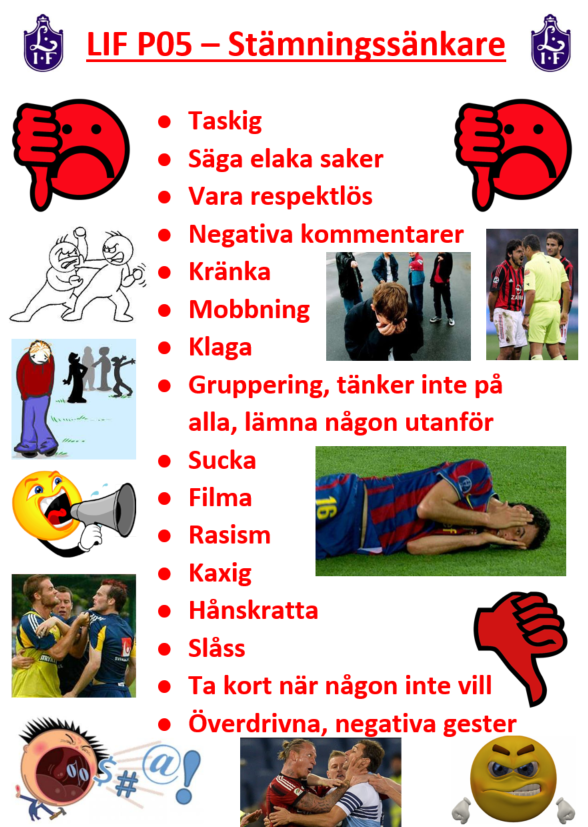 LIF P05 – Stämningssänkare
L
I·F
L
I·F
● Taskig
● Säga elaka saker
● Vara respektlös
● Negativa kommentarer
● Kränka
● Mobbning
● Klaga
● Gruppering, tänker inte på
alla, lämna någon utanför
● Sucka
● Filma
● Rasism
● Kaxig
● Hånskratta
● Slåss
● Ta kort när någon inte vill
● Överdrivna, negativa gester
16
%$#@!